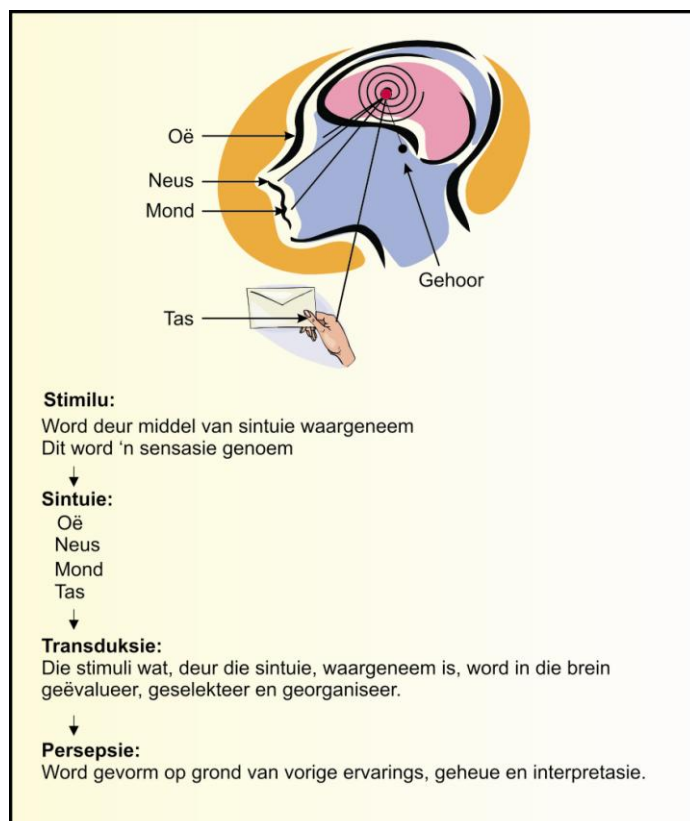 Oë
Neus
Mond
Gehoor
Tas
Stimilu:
Word deur middel van sintuie waargeneem
Dit word ‘n sensasie genoem
Sintuie:
Oë
Neus
Mond
Tas
Transduksie:
Die stimuli wat, deur die sintuie, waargeneem is, word in die brein
geëvalueer, geselekteer en georganiseer.
Persepsie:
Word gevorm op grond van vorige ervarings, geheue en interpretasie.